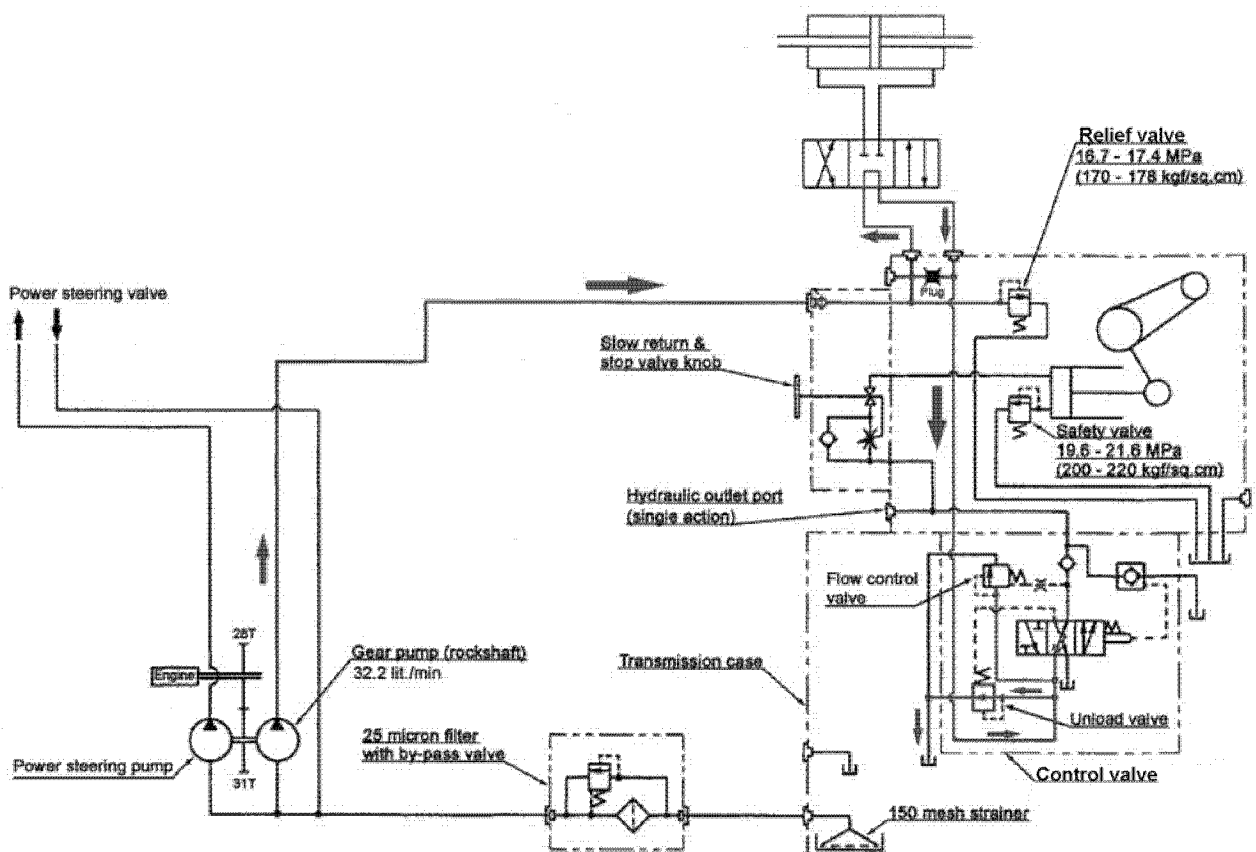 Relief valve
16.7 - 17.4 MPa
(170 - 178 kgf/sq.cm)
Power steering valve
Plug
Slow return &
stop valve knob
Safety valve
19.6 - 21.6 MPa
(200 - 220 kgf/sq.cm)
Hydraulic outlet port
(single action)
Flow control
valve
28T
Gear pump (rockshaft)
32.2 lit./min
Transmission case
Engine
25 micron filter
with by-pass valve
Unload valve
Power steering pump
31T
Control valve
150 mesh strainer